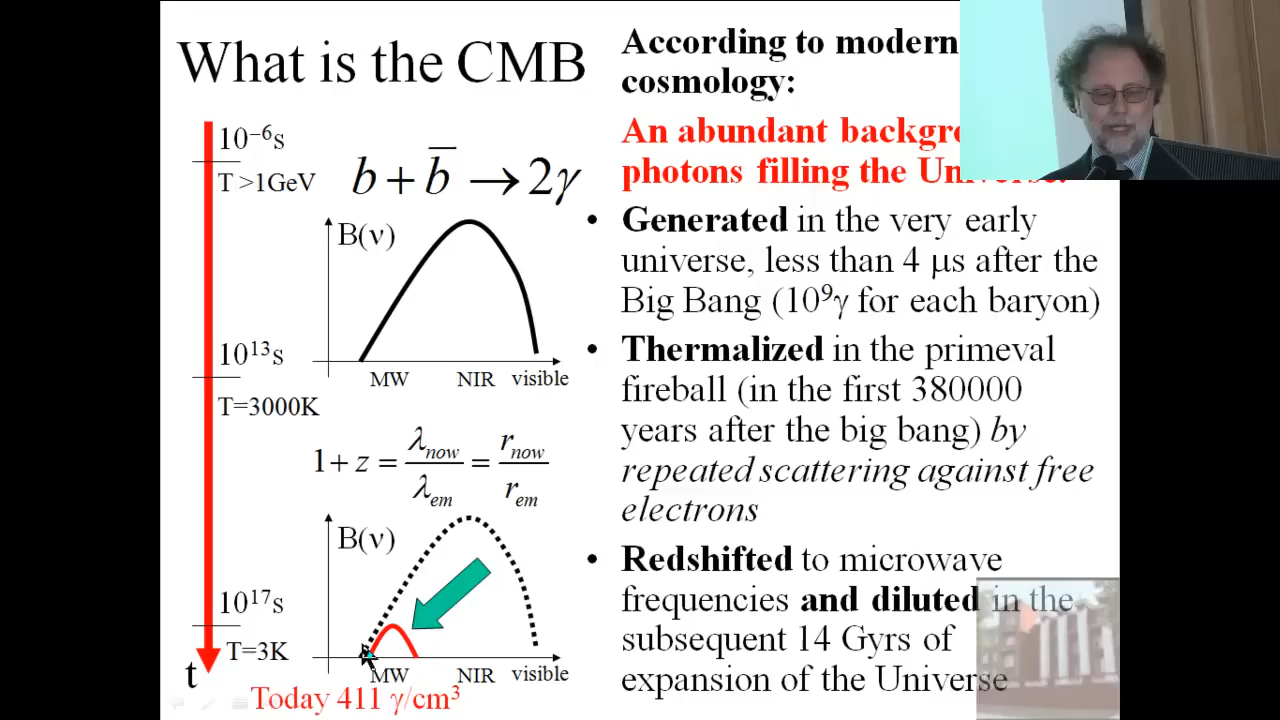 What is the CMB
10⁻⁶s
T >1GeV
b + b̅ → 2γ
B(ν)
MW NIR visible
10¹³s
T=3000K
1 + z = λnow/λem = rnow/rem
B(ν)
10¹⁷s
T=3K
t
MW NIR visible
Today 411 γ/cm³
According to modern
cosmology:
An abundant backgro
photons filling the Universe.
• Generated in the very early
universe, less than 4 μs after the
Big Bang (10⁹γ for each baryon)
• Thermalized in the primeval
fireball (in the first 380000
years after the big bang) by
repeated scattering against free
electrons
• Redshifted to microwave
frequencies and diluted in the
subsequent 14 Gyrs of
expansion of the Universe